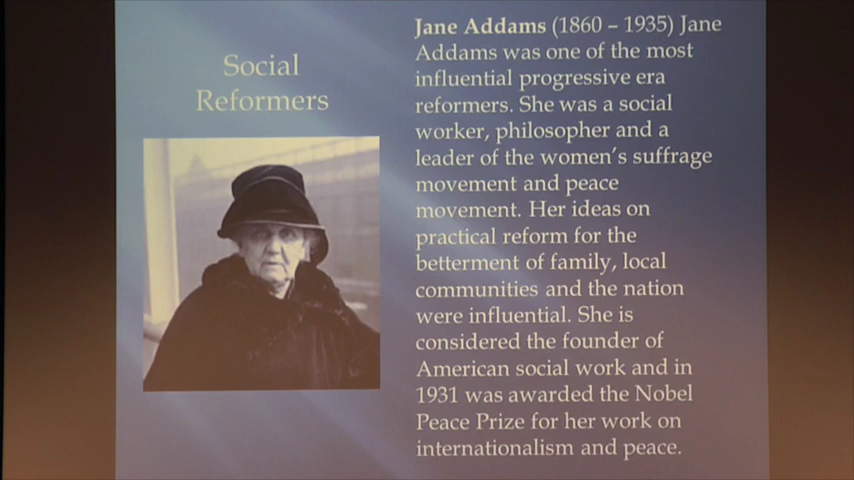 Social
Reformers
Jane Addams (1860 – 1935) Jane
Addams was one of the most
influential progressive era
reformers. She was a social
worker, philosopher and a
leader of the women's suffrage
movement and peace
movement. Her ideas on
practical reform for the
betterment of family, local
communities and the nation
were influential. She is
considered the founder of
American social work and in
1931 was awarded the Nobel
Peace Prize for her work on
internationalism and peace.